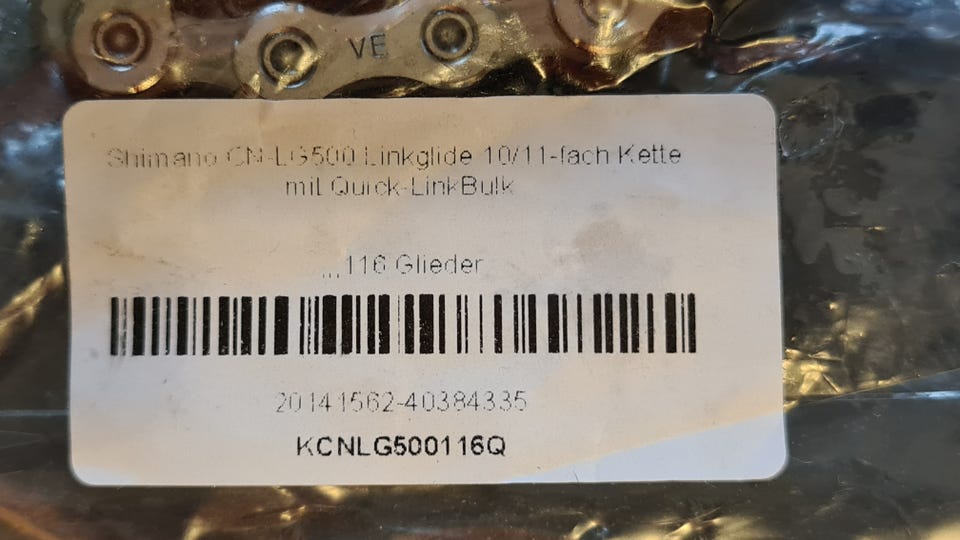 VE
Shimano CN-LG500 Linkglide 10/11-fach Kette
mit Quick-LinkBulk
,,,116 Glieder
20141562-40384335
KCNLG500116Q